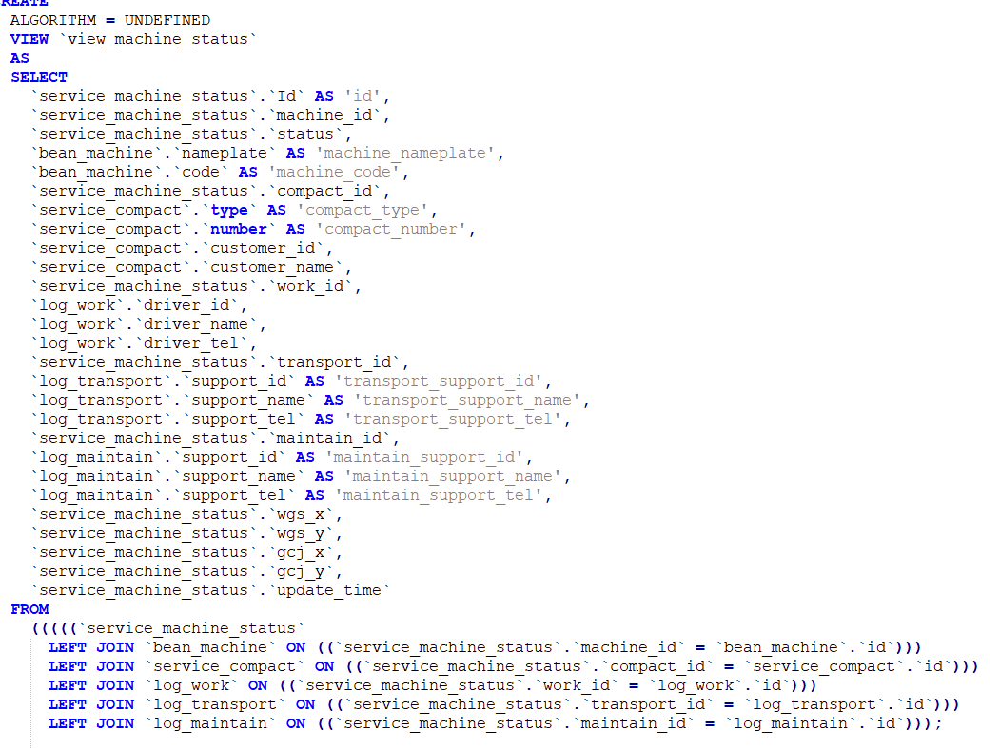 REATE
ALGORITHM = UNDEFINED
VIEW `view_machine_status`
AS
SELECT
`service_machine_status`.`Id` AS 'id',
`service_machine_status`.`machine_id`,
`service_machine_status`.`status`,
`bean_machine`.`nameplate` AS 'machine_nameplate',
`bean_machine`.`code` AS 'machine_code',
`service_machine_status`.`compact_id`,
`service_compact`.`type` AS 'compact_type',
`service_compact`.`number` AS 'compact_number',
`service_compact`.`customer_id`,
`service_compact`.`customer_name`,
`service_machine_status`.`work_id`,
`log_work`.`driver_id`,
`log_work`.`driver_name`,
`log_work`.`driver_tel`,
`service_machine_status`.`transport_id`,
`log_transport`.`support_id` AS 'transport_support_id',
`log_transport`.`support_name` AS 'transport_support_name',
`log_transport`.`support_tel` AS 'transport_support_tel',
`service_machine_status`.`maintain_id`,
`log_maintain`.`support_id` AS 'maintain_support_id',
`log_maintain`.`support_name` AS 'maintain_support_name',
`log_maintain`.`support_tel` AS 'maintain_support_tel',
`service_machine_status`.`wgs_x`,
`service_machine_status`.`wgs_y`,
`service_machine_status`.`gcj_x`,
`service_machine_status`.`gcj_y`,
`service_machine_status`.`update_time`
FROM
(((((`service_machine_status`
LEFT JOIN `bean_machine` ON ((`service_machine_status`.`machine_id` = `bean_machine`.`id`)))
LEFT JOIN `service_compact` ON ((`service_machine_status`.`compact_id` = `service_compact`.`id`)))
LEFT JOIN `log_work` ON ((`service_machine_status`.`work_id` = `log_work`.`id`)))
LEFT JOIN `log_transport` ON ((`service_machine_status`.`transport_id` = `log_transport`.`id`)))
LEFT JOIN `log_maintain` ON ((`service_machine_status`.`maintain_id` = `log_maintain`.`id`)));